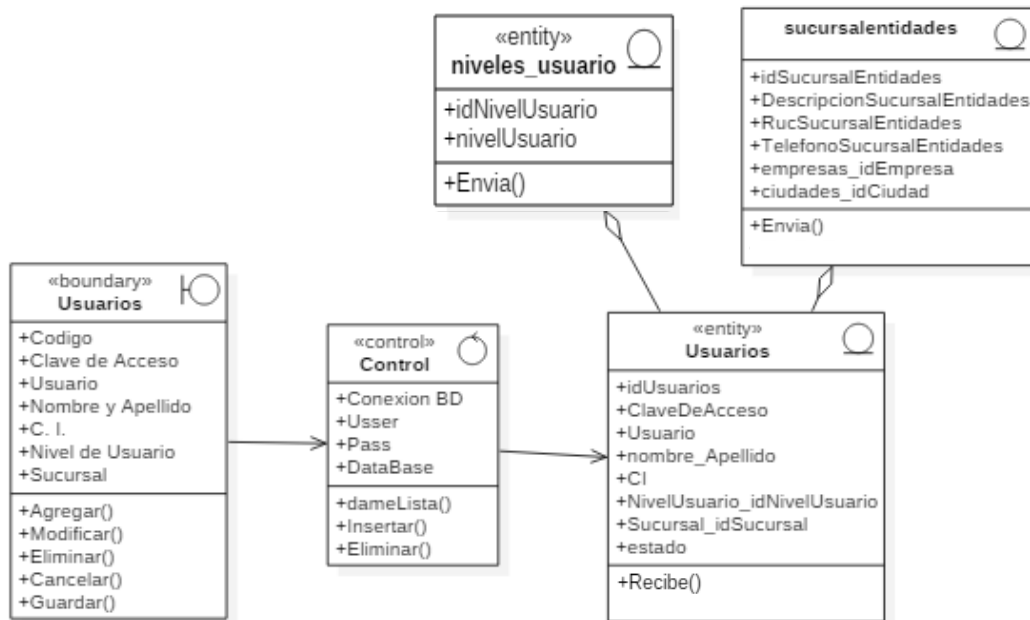 «entity»
niveles_usuario
+idNivelUsuario
+nivelUsuario
+Envia()
sucursalentidades
+idSucursalEntidades
+DescripcionSucursalEntidades
+RucSucursalEntidades
+TelefonoSucursalEntidades
+empresas_idEmpresa
+ciudades_idCiudad
+Envia()
«boundary»
Usuarios
+Codigo
+Clave de Acceso
+Usuario
+Nombre y Apellido
+C. I.
+Nivel de Usuario
+Sucursal
+Agregar()
+Modificar()
+Eliminar()
+Cancelar()
+Guardar()
«control»
Control
+Conexion BD
+Usser
+Pass
+DataBase
+dameLista()
+Insertar()
+Eliminar()
«entity»
Usuarios
+idUsuarios
+ClaveDeAcceso
+Usuario
+nombre_Apellido
+CI
+NivelUsuario_idNivelUsuario
+Sucursal_idSucursal
+estado
+Recibe()